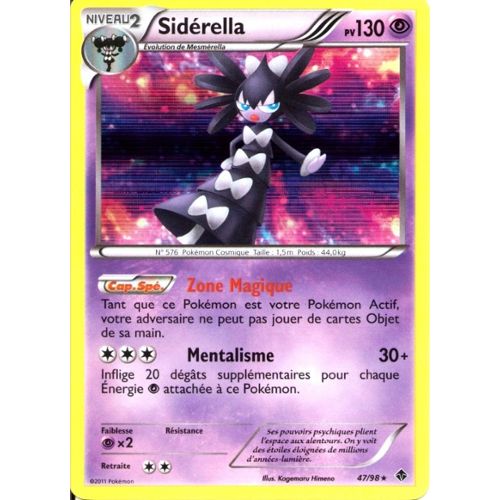 NIVEAU2 Sidérella PV130
Évolution de Mesmérella
N° 576 Pokémon Cosmique Taille : 1,5m Poids : 44,0kg
Cap. Spé. Zone Magique
Tant que ce Pokémon est votre Pokémon Actif,
votre adversaire ne peut pas jouer de cartes Objet
de sa main.
Mentalisme 30+
Inflige 20 dégâts supplémentaires pour chaque
Énergie attachée à ce Pokémon.
Faiblesse Résistance
×2
Retraite
Ses pouvoirs psychiques plient
l'espace aux alentours. On y voit
des étoiles éloignées de millions
d'années-lumière.
©2011 Pokémon Illus. Kagemaru Himeno 47/98★